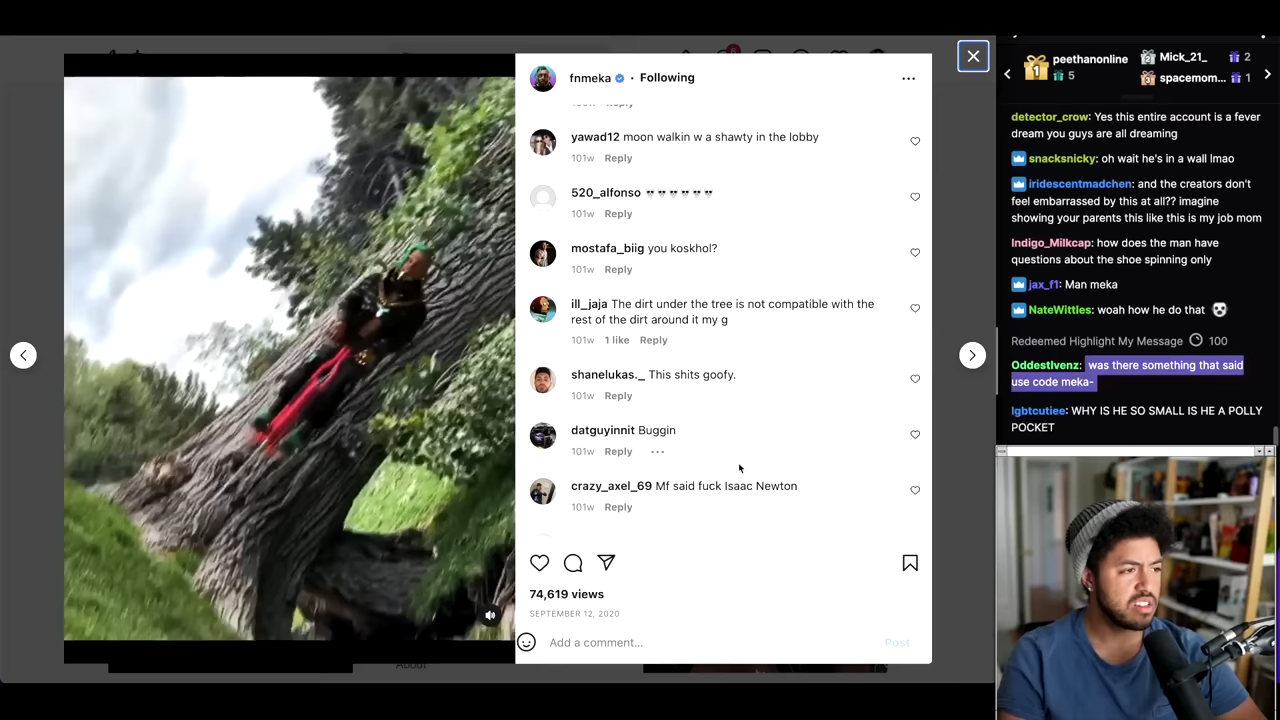 fnmeka • Following
Reply
yawad12 moon walkin w a shawty in the lobby
101w Reply
520_alfonso 💀💀💀💀💀💀
101w Reply
mostafa_biig you koskhol?
101w Reply
ill_jaja The dirt under the tree is not compatible with the
rest of the dirt around it my g
101w 1 like Reply
shanelukas._ This shits goofy.
101w Reply
datguyinnit Buggin
101w Reply
crazy_axel_69 Mf said fuck Isaac Newton
101w Reply
74,619 views
SEPTEMBER 12, 2020
Add a comment...
Post
About
1 peethanonline
5
2 Mick_21_ 2
3 spacemom... 1
detector_crow: Yes this entire account is a fever
dream you guys are all dreaming
snacksnicky: oh wait he's in a wall lmao
iridescentmadchen: and the creators don't
feel embarrassed by this at all?? imagine
showing your parents this like this is my job mom
Indigo_Milkcap: how does the man have
questions about the shoe spinning only
jax_f1: Man meka
NateWittles: woah how he do that
Redeemed Highlight My Message 100
OddestIvenz: was there something that said
use code meka-
lgbtcutiee: WHY IS HE SO SMALL IS HE A POLLY
POCKET